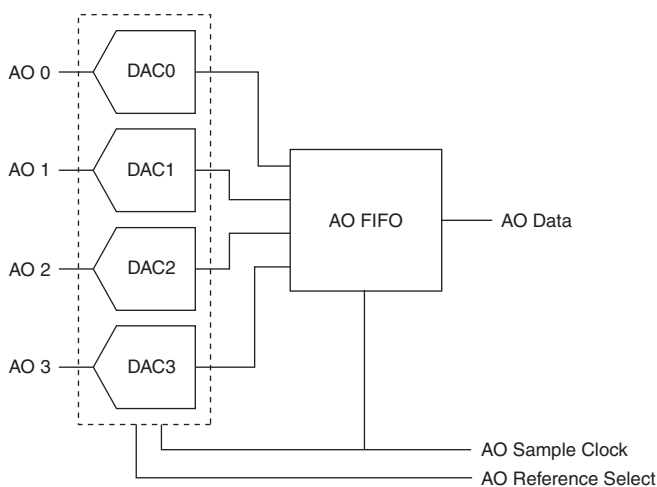 AO 0
DAC0
AO 1
DAC1
AO FIFO
AO Data
AO 2
DAC2
AO 3
DAC3
AO Sample Clock
AO Reference Select